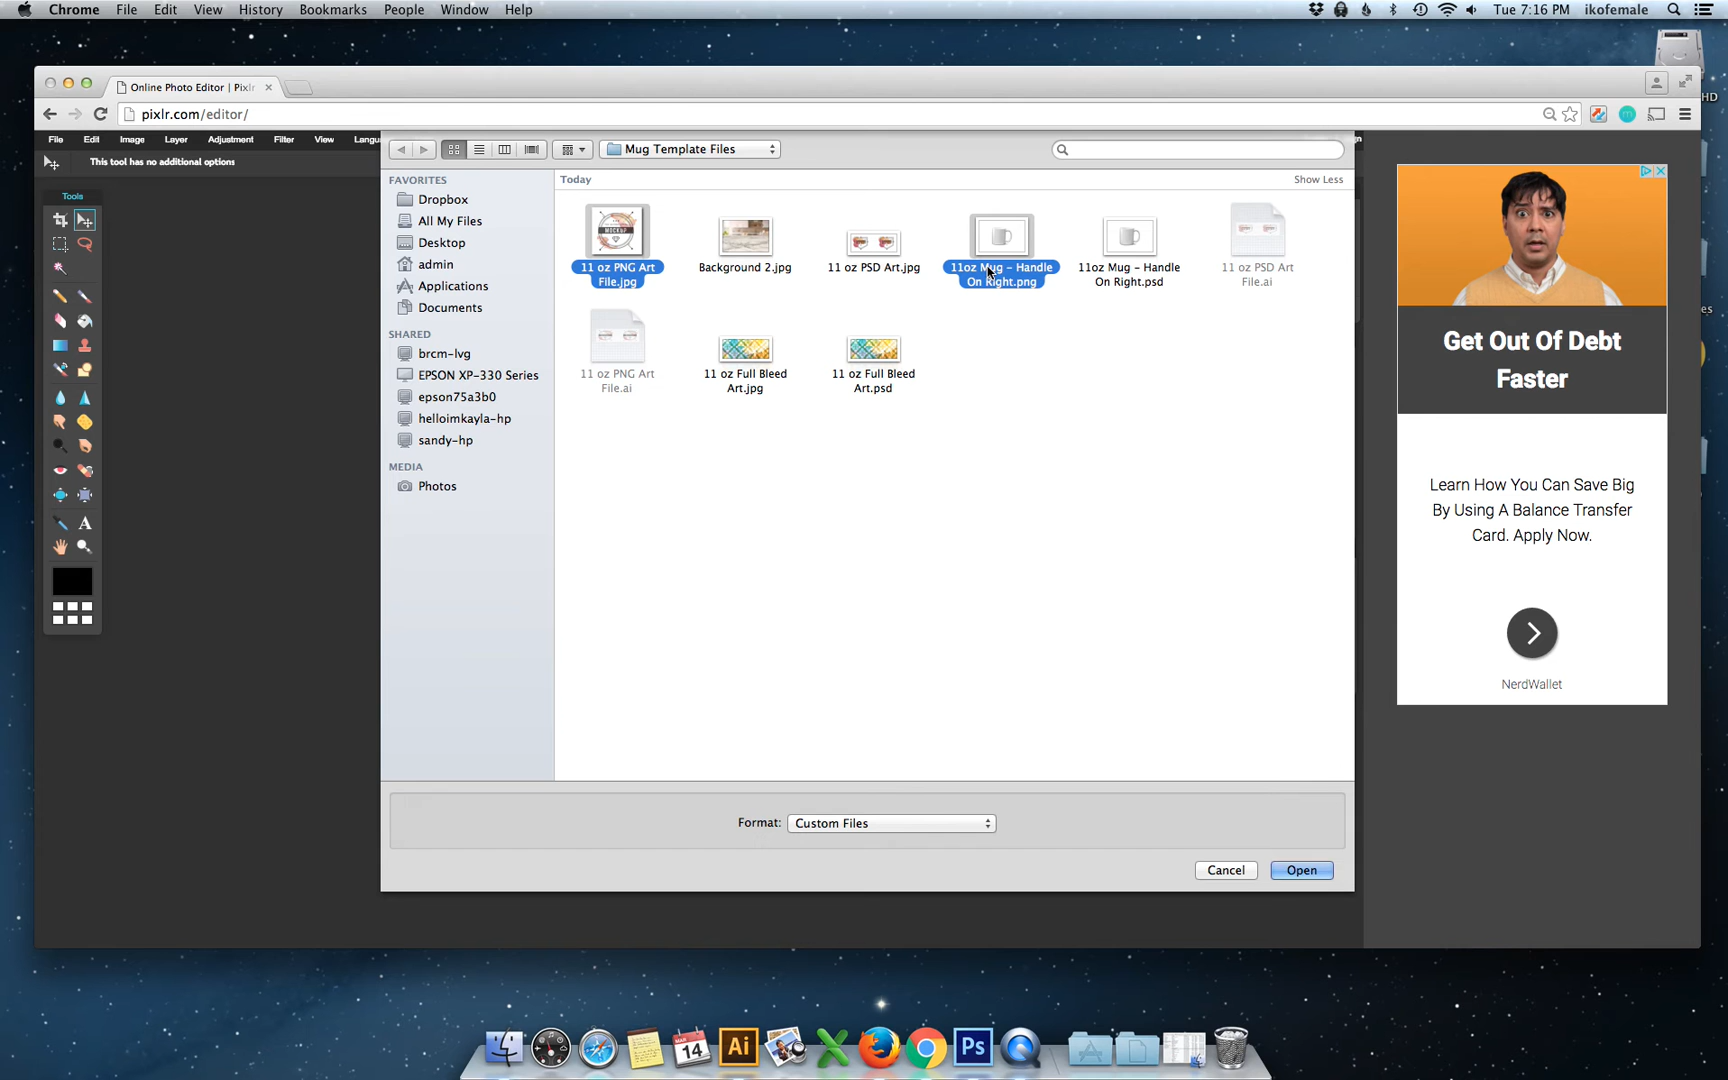 Chrome File Edit View History Bookmarks People Window Help
Tue 7:16 PM ikofemale
Online Photo Editor | Pixlr
pixlr.com/editor/
HD
File Edit Image Layer Adjustment Filter View Langu
This tool has no additional options
Tools
A
Mug Template Files
FAVORITES
Dropbox
All My Files
Desktop
admin
Applications
Documents
SHARED
brcm-lvg
EPSON XP-330 Series
epson75a3b0
helloimkayla-hp
sandy-hp
MEDIA
Photos
Today
Show Less
MOCKUP
11 oz PNG Art
File.jpg
Background 2.jpg
11 oz PSD Art.jpg
11oz Mug – Handle
On Right.png
11oz Mug – Handle
On Right.psd
11 oz PSD Art
File.ai
11 oz PNG Art
File.ai
11 oz Full Bleed
Art.jpg
11 oz Full Bleed
Art.psd
Format: Custom Files
Cancel Open
Get Out Of Debt
Faster
Learn How You Can Save Big
By Using A Balance Transfer
Card. Apply Now.
NerdWallet
es
MAR
14
Ai
Ps